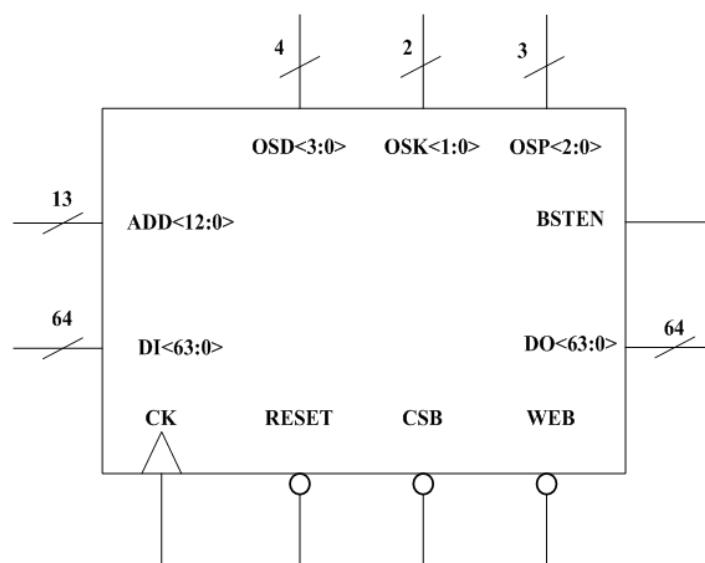 4 2 3
OSD<3:0> OSK<1:0> OSP<2:0>
13
ADD<12:0> BSTEN
64 64
DI<63:0> DO<63:0>
CK RESET CSB WEB